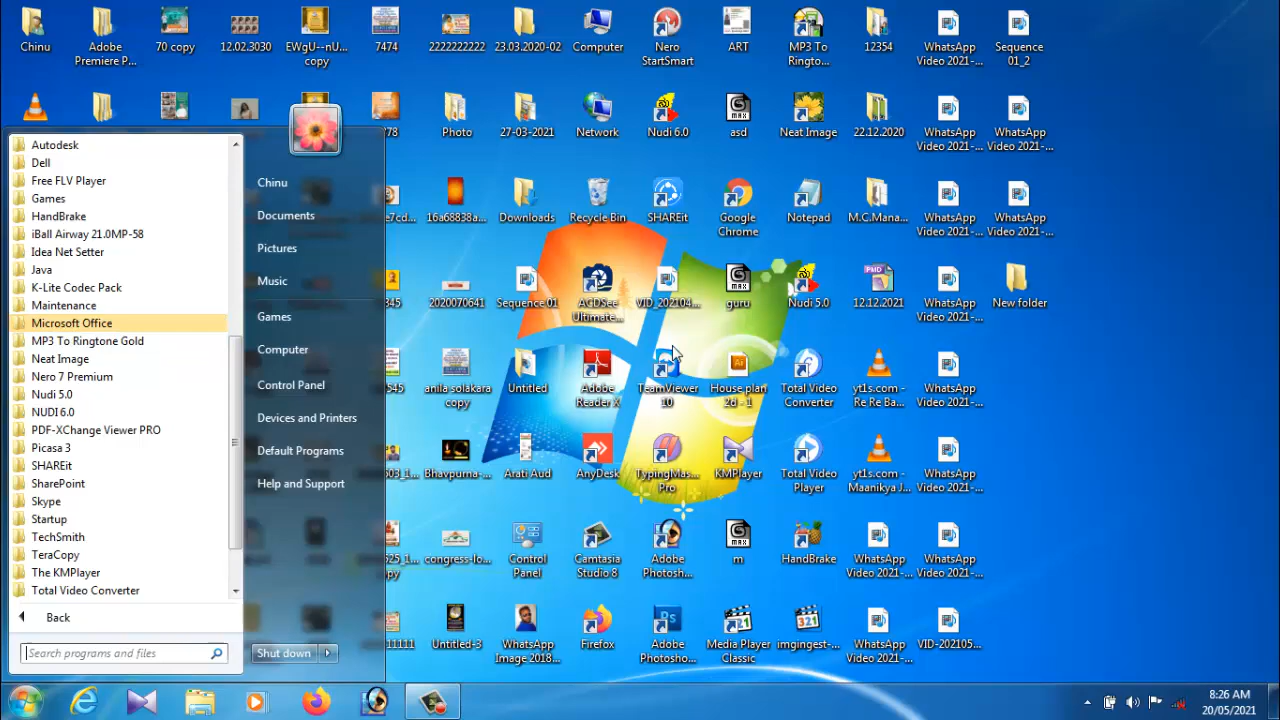 Chinu
Adobe
Premiere P...
70 copy
12.02.3030
EWgU--nU...
copy
7474
2222222222
23.03.2020-02
Computer
Nero
StartSmart
ART
MP3 To
Ringto...
12354
WhatsApp
Video 2021-...
Sequence
01_2
Photo
27-03-2021
Network
Nudi 6.0
asd
Neat Image
22.12.2020
WhatsApp
Video 2021-...
WhatsApp
Video 2021-...
16a68838a...
Downloads
Recycle Bin
SHAREit
Google
Chrome
Notepad
M.C.Mana...
WhatsApp
Video 2021-...
WhatsApp
Video 2021-...
2020070641
Sequence 01
ACDSee
Ultimate...
VID_202104...
guru
Nudi 5.0
PMD
12.12.2021
WhatsApp
Video 2021-...
New folder
anila solakara
copy
Untitled
Adobe
Reader X
TeamViewer
10
House plan
2d - 1
Total Video
Converter
yt1s.com -
Re Re Ba...
WhatsApp
Video 2021-...
Bhavpurna-...
Arati Aud
AnyDesk
TypingMas...
Pro
KMPlayer
Total Video
Player
yt1s.com -
Maanikya J...
WhatsApp
Video 2021-...
congress-lo...
Control
Panel
Camtasia
Studio 8
Adobe
Photosh...
m
HandBrake
WhatsApp
Video 2021-...
WhatsApp
Video 2021-...
Untitled-3
WhatsApp
Image 2018...
Firefox
Adobe
Photosho...
Media Player
Classic
imgingest-...
WhatsApp
Video 2021-...
VID-202105...
Autodesk
Dell
Free FLV Player
Games
HandBrake
iBall Airway 21.0MP-58
Idea Net Setter
Java
K-Lite Codec Pack
Maintenance
Microsoft Office
MP3 To Ringtone Gold
Neat Image
Nero 7 Premium
Nudi 5.0
NUDI6.0
PDF-XChange Viewer PRO
Picasa 3
SHAREit
SharePoint
Skype
Startup
TechSmith
TeraCopy
The KMPlayer
Total Video Converter
Back
Search programs and files
Chinu
Documents
Pictures
Music
Games
Computer
Control Panel
Devices and Printers
Default Programs
Help and Support
Shut down
8:26 AM
20/05/2021